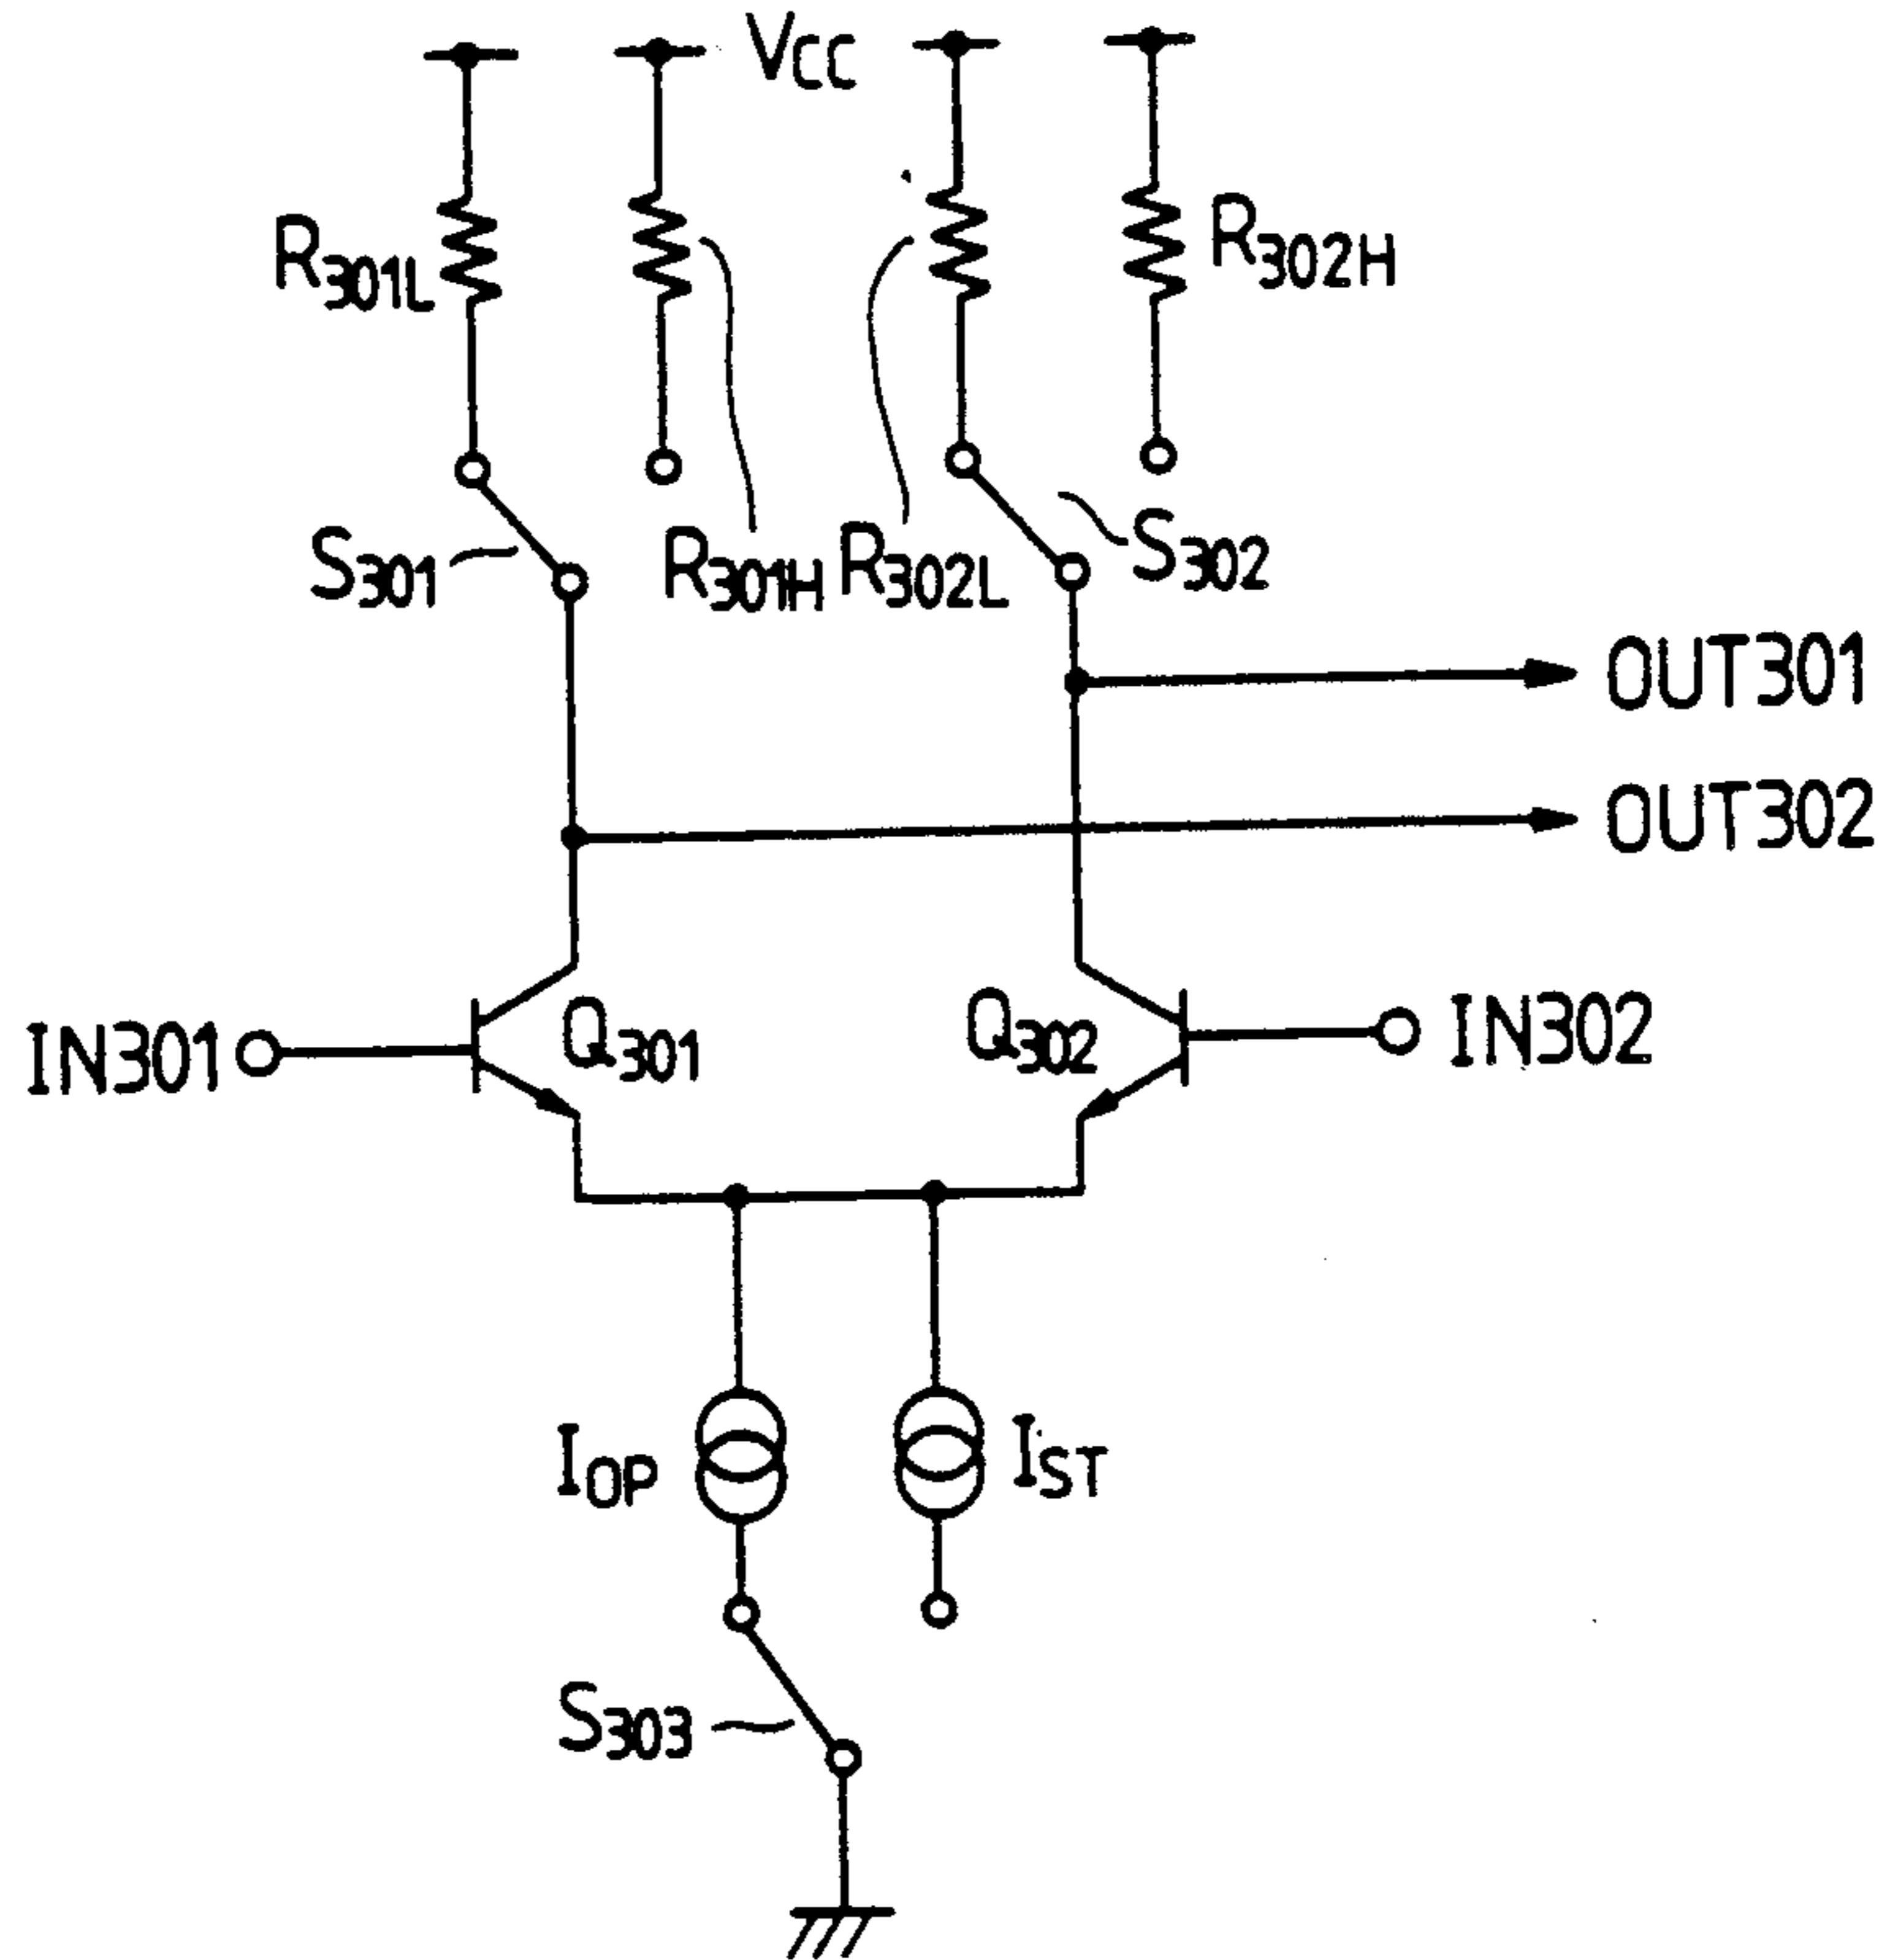 VCC
R301L
R302H
S301
R301H
R302L
S302
OUT301
OUT302
IN301
Q301
Q302
IN302
IOP
IST
S303